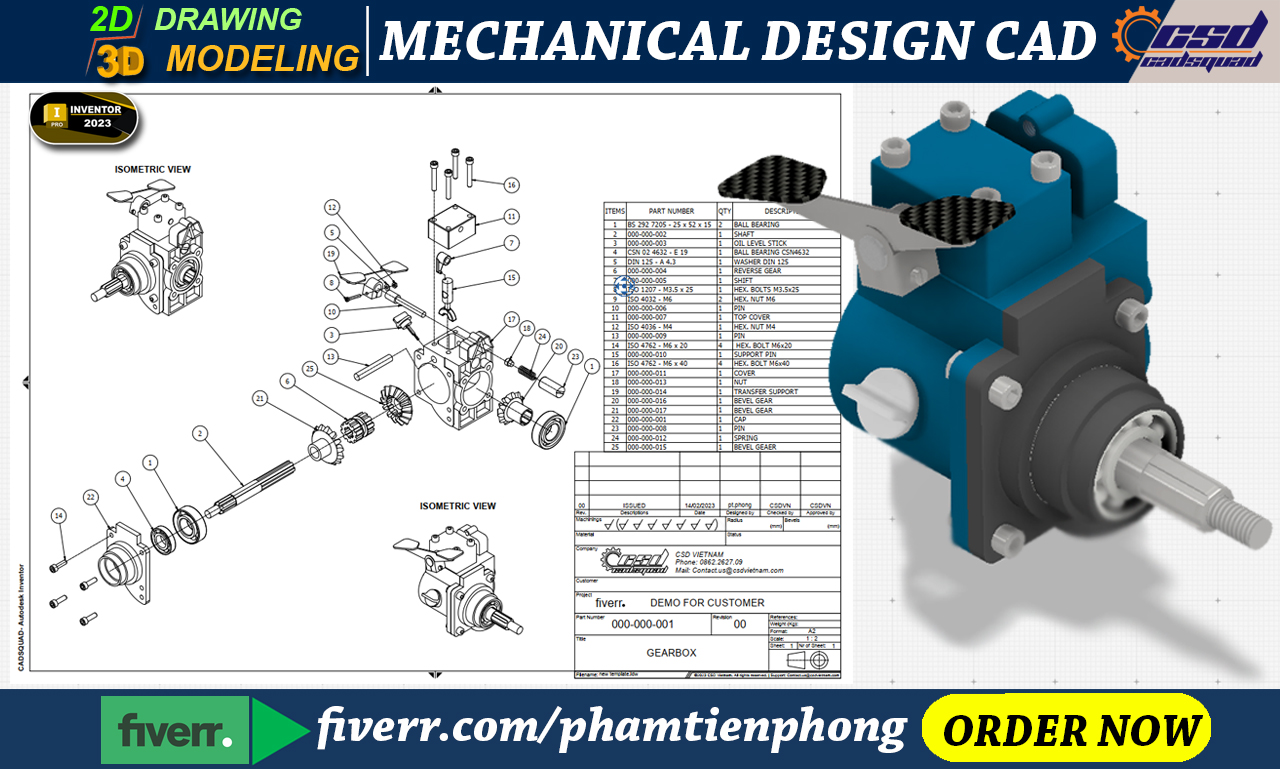 2D DRAWING
3D MODELING
MECHANICAL DESIGN CAD
CSD
cadsquad
I PRO
INVENTOR
2023
ISOMETRIC VIEW
16
12
11
5
7
19
8
15
10
3
17
18
24
20
23
1
13
25
6
21
2
1
4
22
14
ISOMETRIC VIEW
CADSQUAD- Autodesk Inventor
ITEMS PART NUMBER QTY
1 BS 292 7205 - 25 x 52 x 15 2 BALL BEARING
2 000-000-002 1 SHAFT
3 000-000-003 1 OIL LEVEL STICK
4 CSN 02 4632 - E 19 1 BALL BEARING CSN4632
5 DIN 125 - A 4.3 1 WASHER DIN 125
6 000-000-004 1 REVERSE GEAR
7 000-000-005 1 SHIFT
ISO 1207 - M3.5 x 25 1 HEX. BOLTS M3.5x25
9 ISO 4032 - M6 2 HEX. NUT M6
10 000-000-006 1 PIN
11 000-000-007 1 TOP COVER
12 ISO 4036 - M4 1 HEX. NUT M4
13 000-000-009 1 PIN
14 ISO 4762 - M6 x 20 4 HEX. BOLT M6x20
15 000-000-010 1 SUPPORT PIN
16 ISO 4762 - M6 x 40 4 HEX. BOLT M6x40
17 000-000-011 1 COVER
18 000-000-013 1 NUT
19 000-000-014 1 TRANSFER SUPPORT
20 000-000-016 1 BEVEL GEAR
21 000-000-017 1 BEVEL GEAR
22 000-000-001 1 CAP
23 000-000-008 1 PIN
24 000-000-012 1 SPRING
25 000-000-015 1 BEVEL GEAER
00 ISSUED 14/02/2023 pt.phong CSDVN CSDVN
Rev. Descriptions Date Designed by Checked by Approved by
Machinings Radius (mm) Bevels (mm)
Material Status
Company
CSD
cadsquad
CSD VIETNAM
Phone: 0862.2627.09
Mail: Contact.us@csdvietnam.com
Customer
Project
fiverr. DEMO FOR CUSTOMER
Part Number 000-000-001 Revision 00
References:
Weight (Kg):
Format: A2
Scale: 1 : 2
Sheet: 1 Nr of Sheet: 1
Title
GEARBOX
Filename: new template.idw
©2023 CSD Vietnam. All rights reserved. | Support: Contact.us@csdvietnam.com
fiverr.
fiverr.com/phamtienphong
ORDER NOW